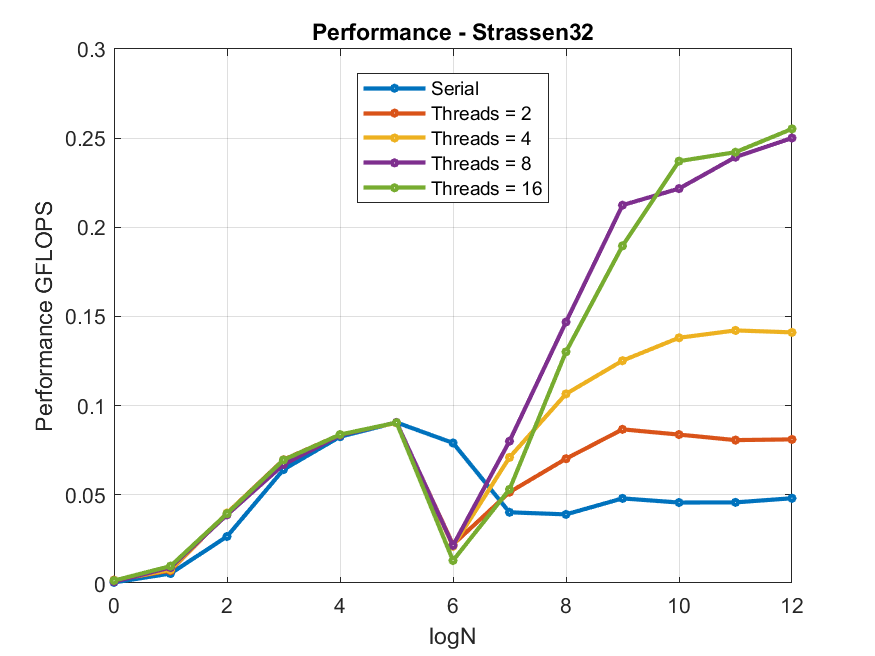 Performance - Strassen32
0.3
0.25
0.2
0.15
0.1
0.05
0
Performance GFLOPS
Serial
Threads = 2
Threads = 4
Threads = 8
Threads = 16
0 2 4 6 8 10 12
logN